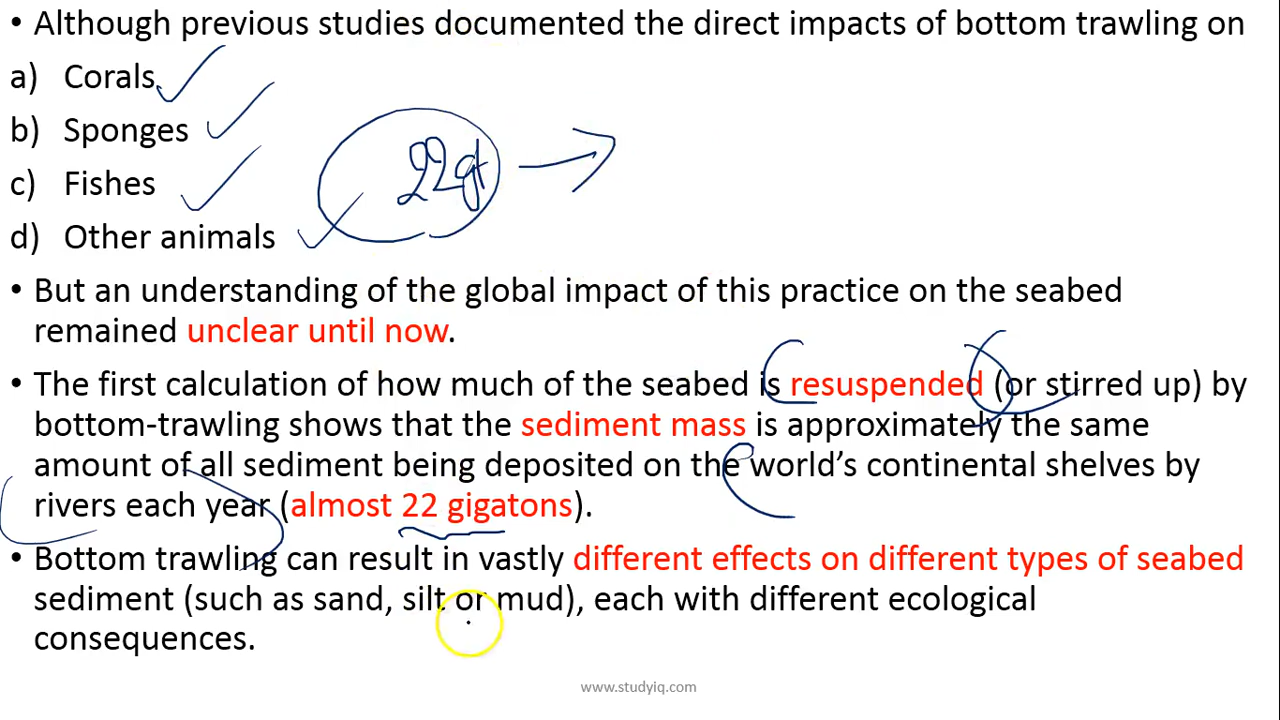 • Although previous studies documented the direct impacts of bottom trawling on
a) Corals
b) Sponges
c) Fishes
d) Other animals
22gt
• But an understanding of the global impact of this practice on the seabed
remained unclear until now.
• The first calculation of how much of the seabed is resuspended (or stirred up) by
bottom-trawling shows that the sediment mass is approximately the same
amount of all sediment being deposited on the world's continental shelves by
rivers each year (almost 22 gigatons).
• Bottom trawling can result in vastly different effects on different types of seabed
sediment (such as sand, silt or mud), each with different ecological
consequences.
www.studyiq.com